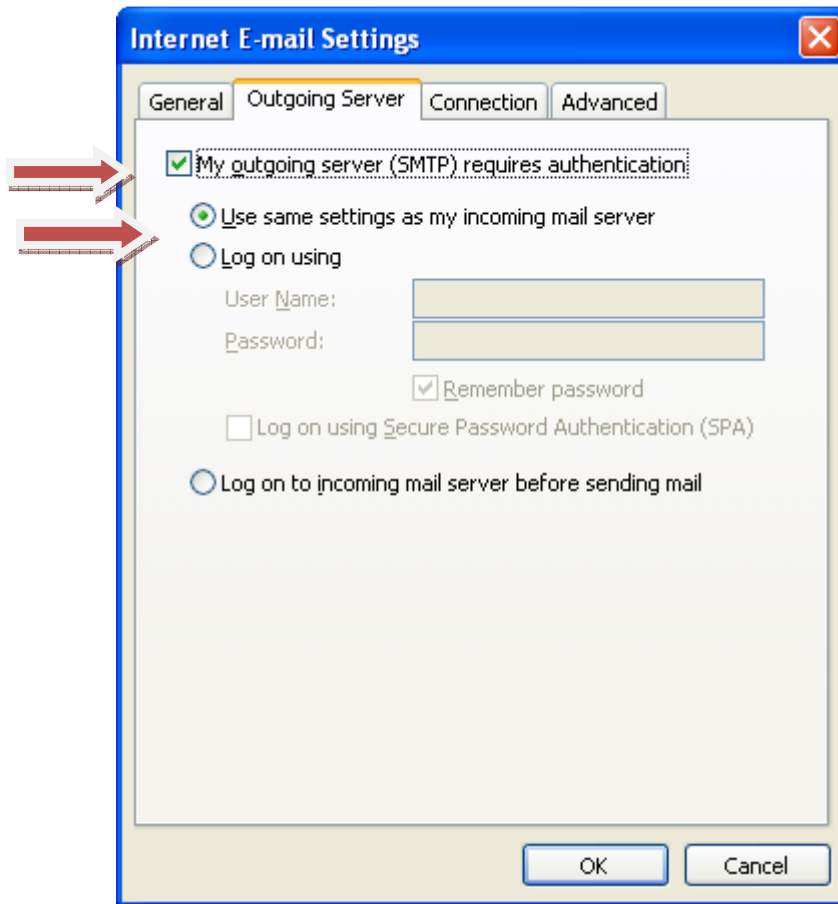 Internet E-mail Settings
General Outgoing Server Connection Advanced
My outgoing server (SMTP) requires authentication
Use same settings as my incoming mail server
Log on using
User Name:
Password:
Remember password
Log on using Secure Password Authentication (SPA)
Log on to incoming mail server before sending mail
OK Cancel